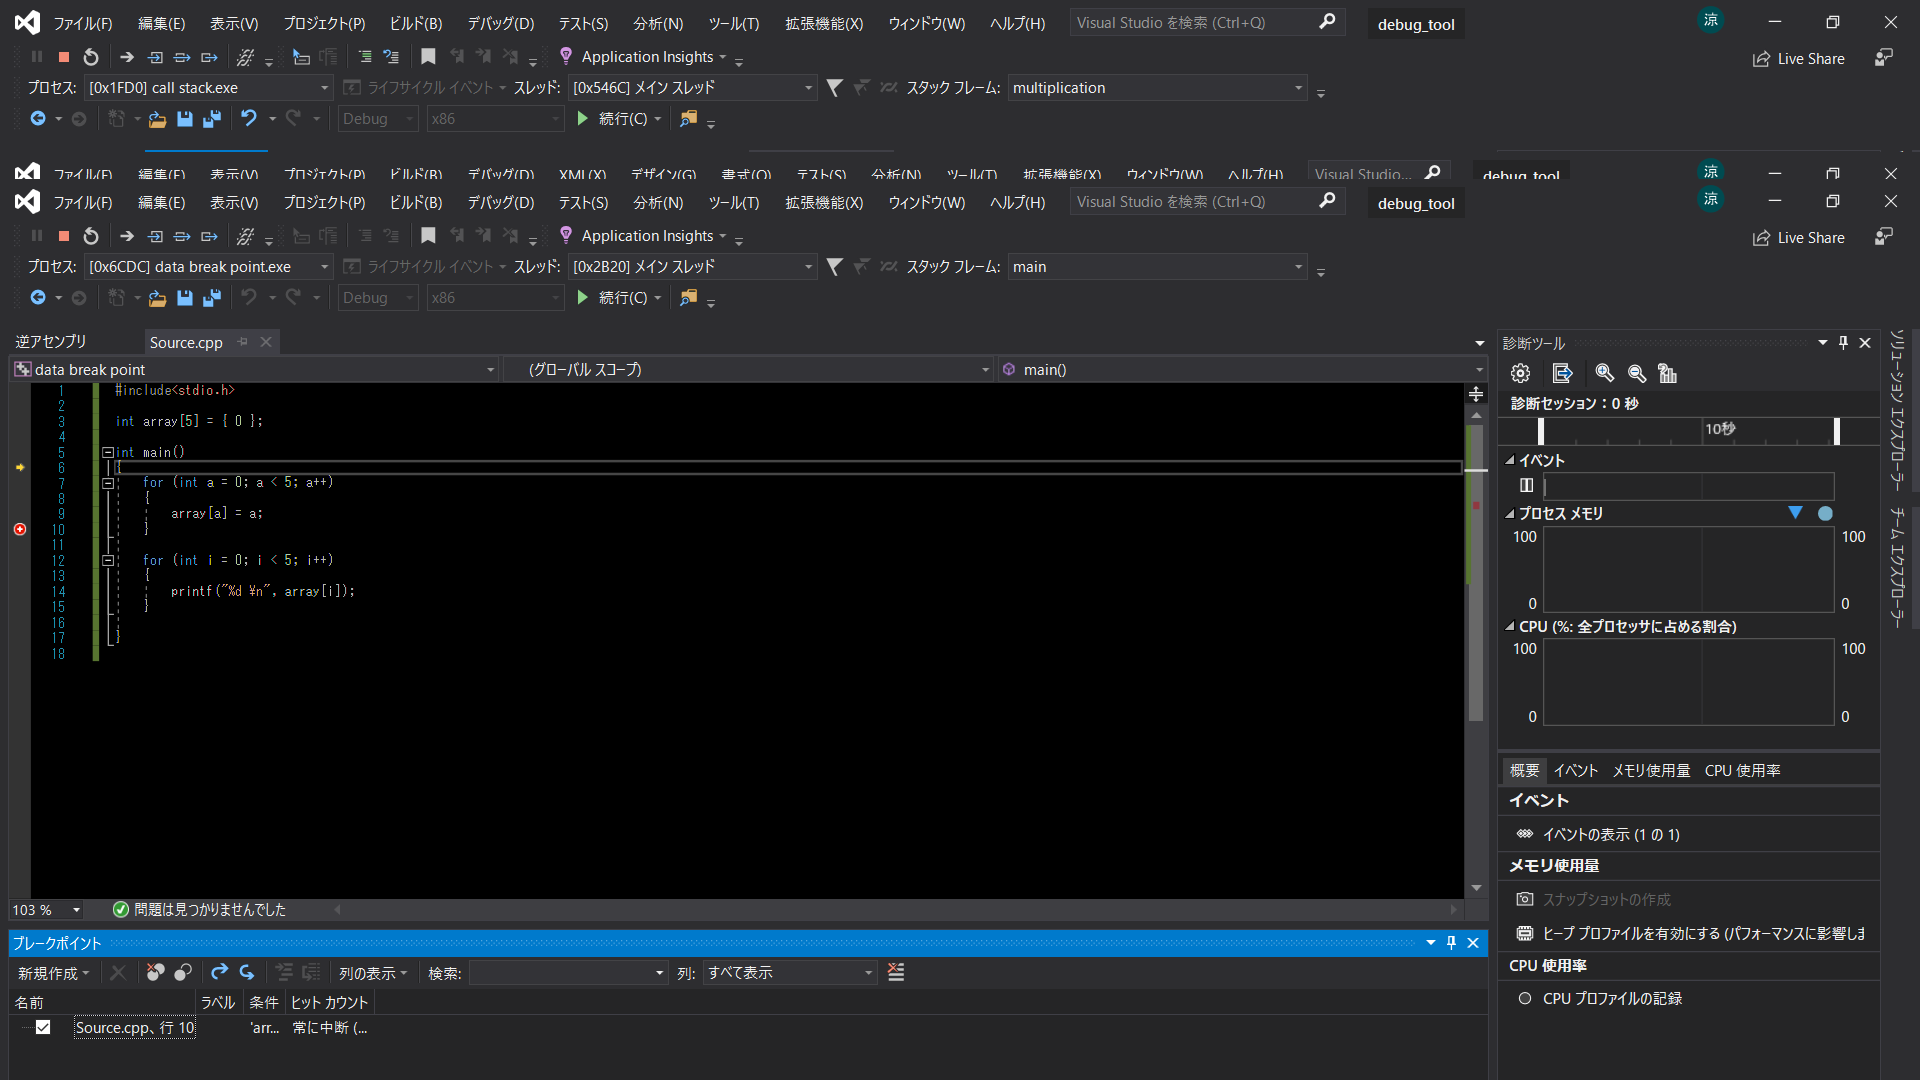 ファイル(F) 編集(E) 表示(V) プロジェクト(P) ビルド(B) デバッグ(D) テスト(S) 分析(N) ツール(T) 拡張機能(X) ウィンドウ(W) ヘルプ(H) Visual Studio を検索 (Ctrl+Q) debug_tool 涼
Application Insights Live Share
プロセス: [0x1FD0] call stack.exe ライフサイクル イベント スレッド: [0x546C] メイン スレッド スタック フレーム: multiplication
Debug x86 続行(C)
ファイル(F) 編集(E) 表示(V) プロジェクト(P) ビルド(B) デバッグ(D) XML(X) デザイン(G) 書式(O) テスト(S) 分析(N) ツール(T) 拡張機能(X) ウィンドウ(W) ヘルプ(H) Visual Studio... debug_tool 涼
ファイル(F) 編集(E) 表示(V) プロジェクト(P) ビルド(B) デバッグ(D) テスト(S) 分析(N) ツール(T) 拡張機能(X) ウィンドウ(W) ヘルプ(H) Visual Studio を検索 (Ctrl+Q) debug_tool 涼
Application Insights Live Share
プロセス: [0x6CDC] data break point.exe ライフサイクル イベント スレッド: [0x2B20] メイン スレッド スタック フレーム: main
Debug x86 続行(C)
逆アセンブリ Source.cpp
data break point (グローバル スコープ) main()
1 #include<stdio.h>
2
3 int array[5] = { 0 };
4
5 int main()
6 {
7 for (int a = 0; a < 5; a++)
8 {
9 array[a] = a;
10 }
11
12 for (int i = 0; i < 5; i++)
13 {
14 printf("%d ¥n", array[i]);
15 }
16
17 }
18
103 % 問題は見つかりませんでした
ブレークポイント
新規作成 列の表示 検索: 列: すべて表示
名前 ラベル 条件 ヒット カウント
Source.cpp、行 10 'arr... 常に中断 (...
診断ツール
診断セッション：0 秒
10秒
イベント
プロセス メモリ
100 100
0 0
CPU (%: 全プロセッサに占める割合)
100 100
0 0
概要 イベント メモリ使用量 CPU 使用率
イベント
イベントの表示 (1 の 1)
メモリ使用量
スナップショットの作成
ヒープ プロファイルを有効にする (パフォーマンスに影響しま
CPU 使用率
CPU プロファイルの記録
ソリューション エクスプローラー
チーム エクスプローラー